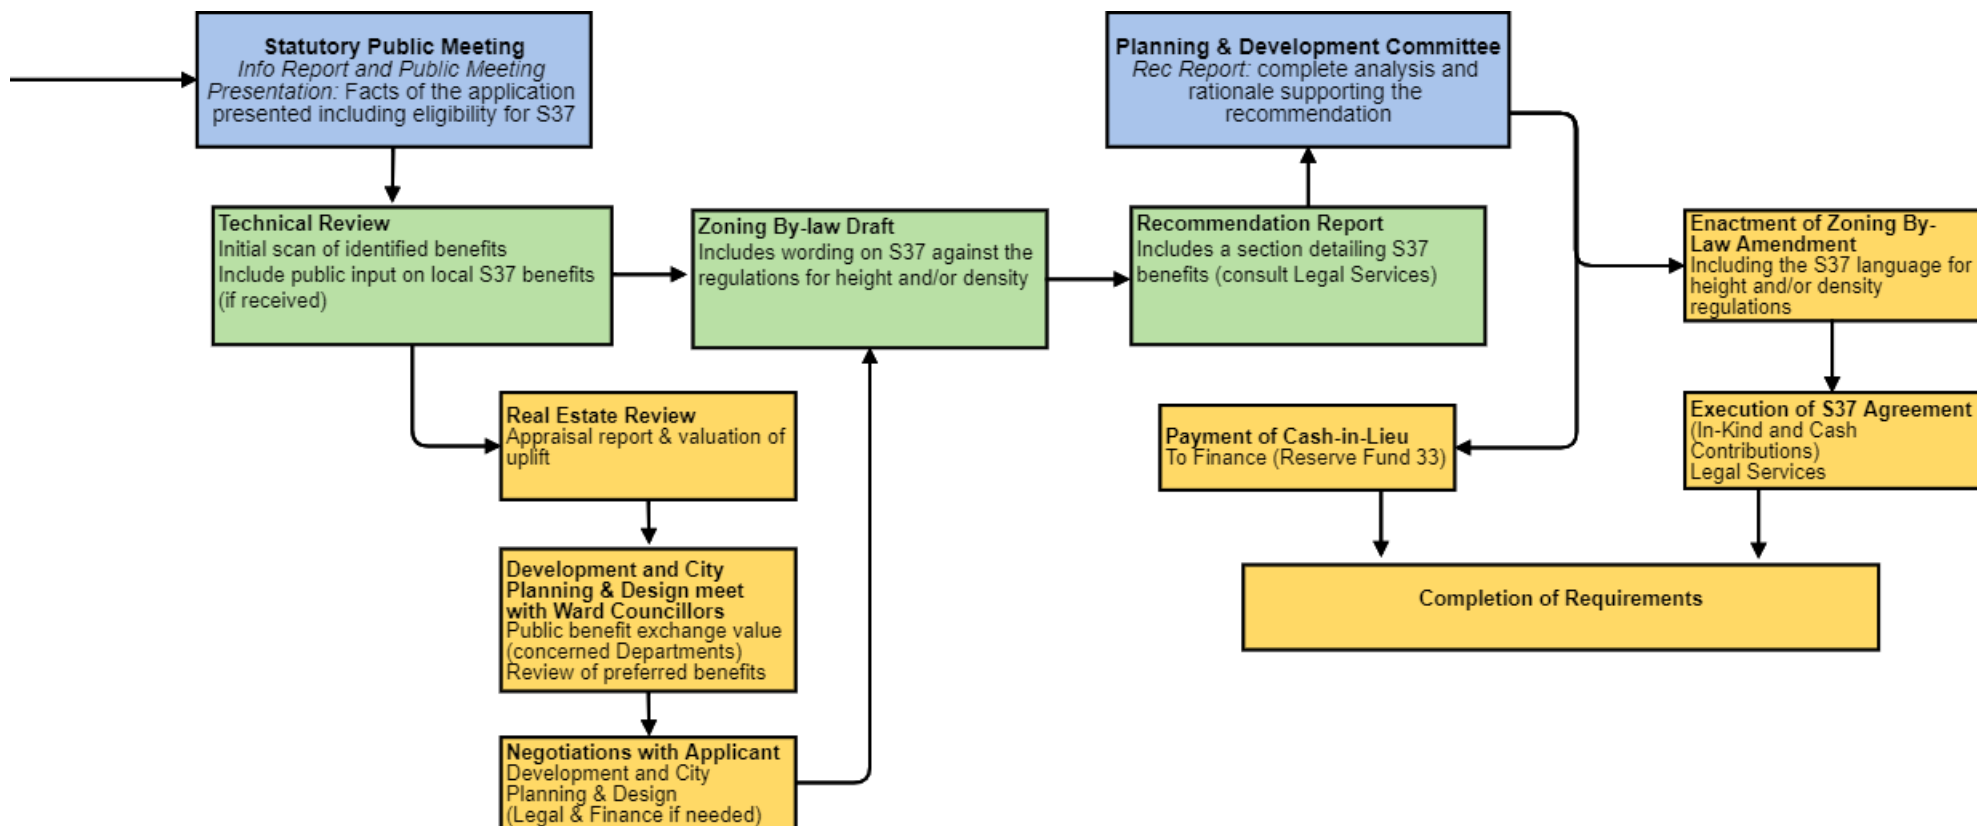 Statutory Public Meeting
Info Report and Public Meeting
Presentation: Facts of the application
presented including eligibility for S37
Planning & Development Committee
Rec Report: complete analysis and
rationale supporting the
recommendation
Technical Review
Initial scan of identified benefits
Include public input on local S37 benefits
(if received)
Zoning By-law Draft
Includes wording on S37 against the
regulations for height and/or density
Recommendation Report
Includes a section detailing S37
benefits (consult Legal Services)
Enactment of Zoning By-
Law Amendment
Including the S37 language for
height and/or density
regulations
Real Estate Review
Appraisal report & valuation of
uplift
Payment of Cash-in-Lieu
To Finance (Reserve Fund 33)
Execution of S37 Agreement
(In-Kind and Cash
Contributions)
Legal Services
Development and City
Planning & Design meet
with Ward Councillors
Public benefit exchange value
(concerned Departments)
Review of preferred benefits
Completion of Requirements
Negotiations with Applicant
Development and City
Planning & Design
(Legal & Finance if needed)